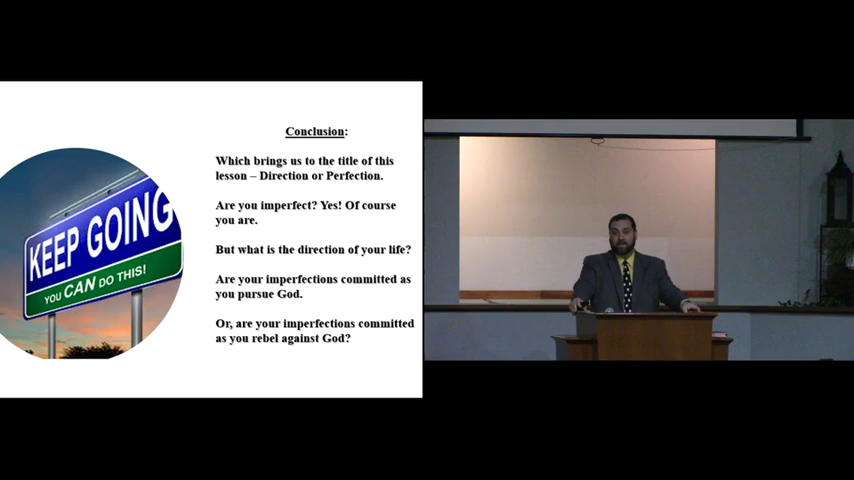 KEEP GOING
YOU CAN DO THIS!
Conclusion:
Which brings us to the title of this
lesson – Direction or Perfection.
Are you imperfect? Yes! Of course
you are.
But what is the direction of your life?
Are your imperfections committed as
you pursue God.
Or, are your imperfections committed
as you rebel against God?